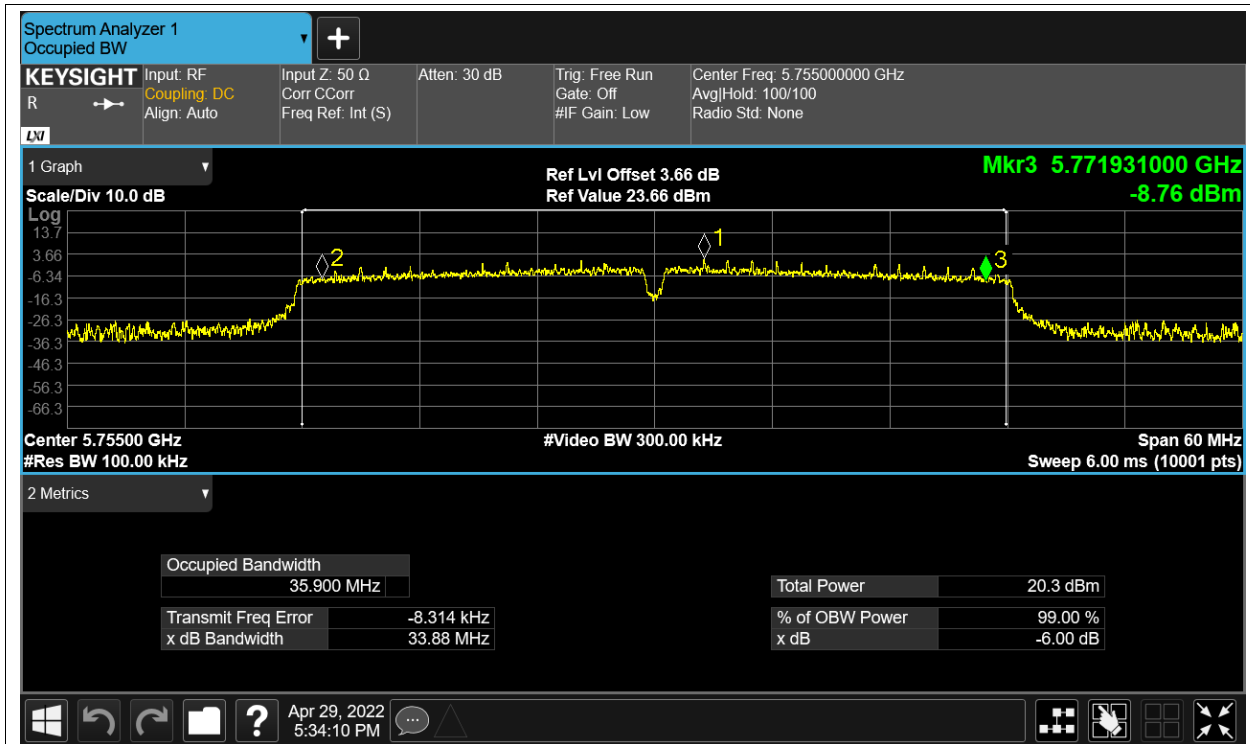 Spectrum Analyzer 1
Occupied BW
KEYSIGHT
R
LXI
Input: RF
Coupling: DC
Align: Auto
Input Z: 50 Ω
Corr CCorr
Freq Ref: Int (S)
Atten: 30 dB
Trig: Free Run
Gate: Off
#IF Gain: Low
Center Freq: 5.755000000 GHz
Avg|Hold: 100/100
Radio Std: None
1 Graph
Scale/Div 10.0 dB
Ref Lvl Offset 3.66 dB
Ref Value 23.66 dBm
Mkr3 5.771931000 GHz
-8.76 dBm
Log
13.7
3.66
-6.34
-16.3
-26.3
-36.3
-46.3
-56.3
-66.3
2
1
3
Center 5.75500 GHz
#Video BW 300.00 kHz
Span 60 MHz
#Res BW 100.00 kHz
Sweep 6.00 ms (10001 pts)
2 Metrics
Occupied Bandwidth
35.900 MHz
Transmit Freq Error -8.314 kHz
x dB Bandwidth 33.88 MHz
Total Power 20.3 dBm
% of OBW Power 99.00 %
x dB -6.00 dB
?
Apr 29, 2022
5:34:10 PM